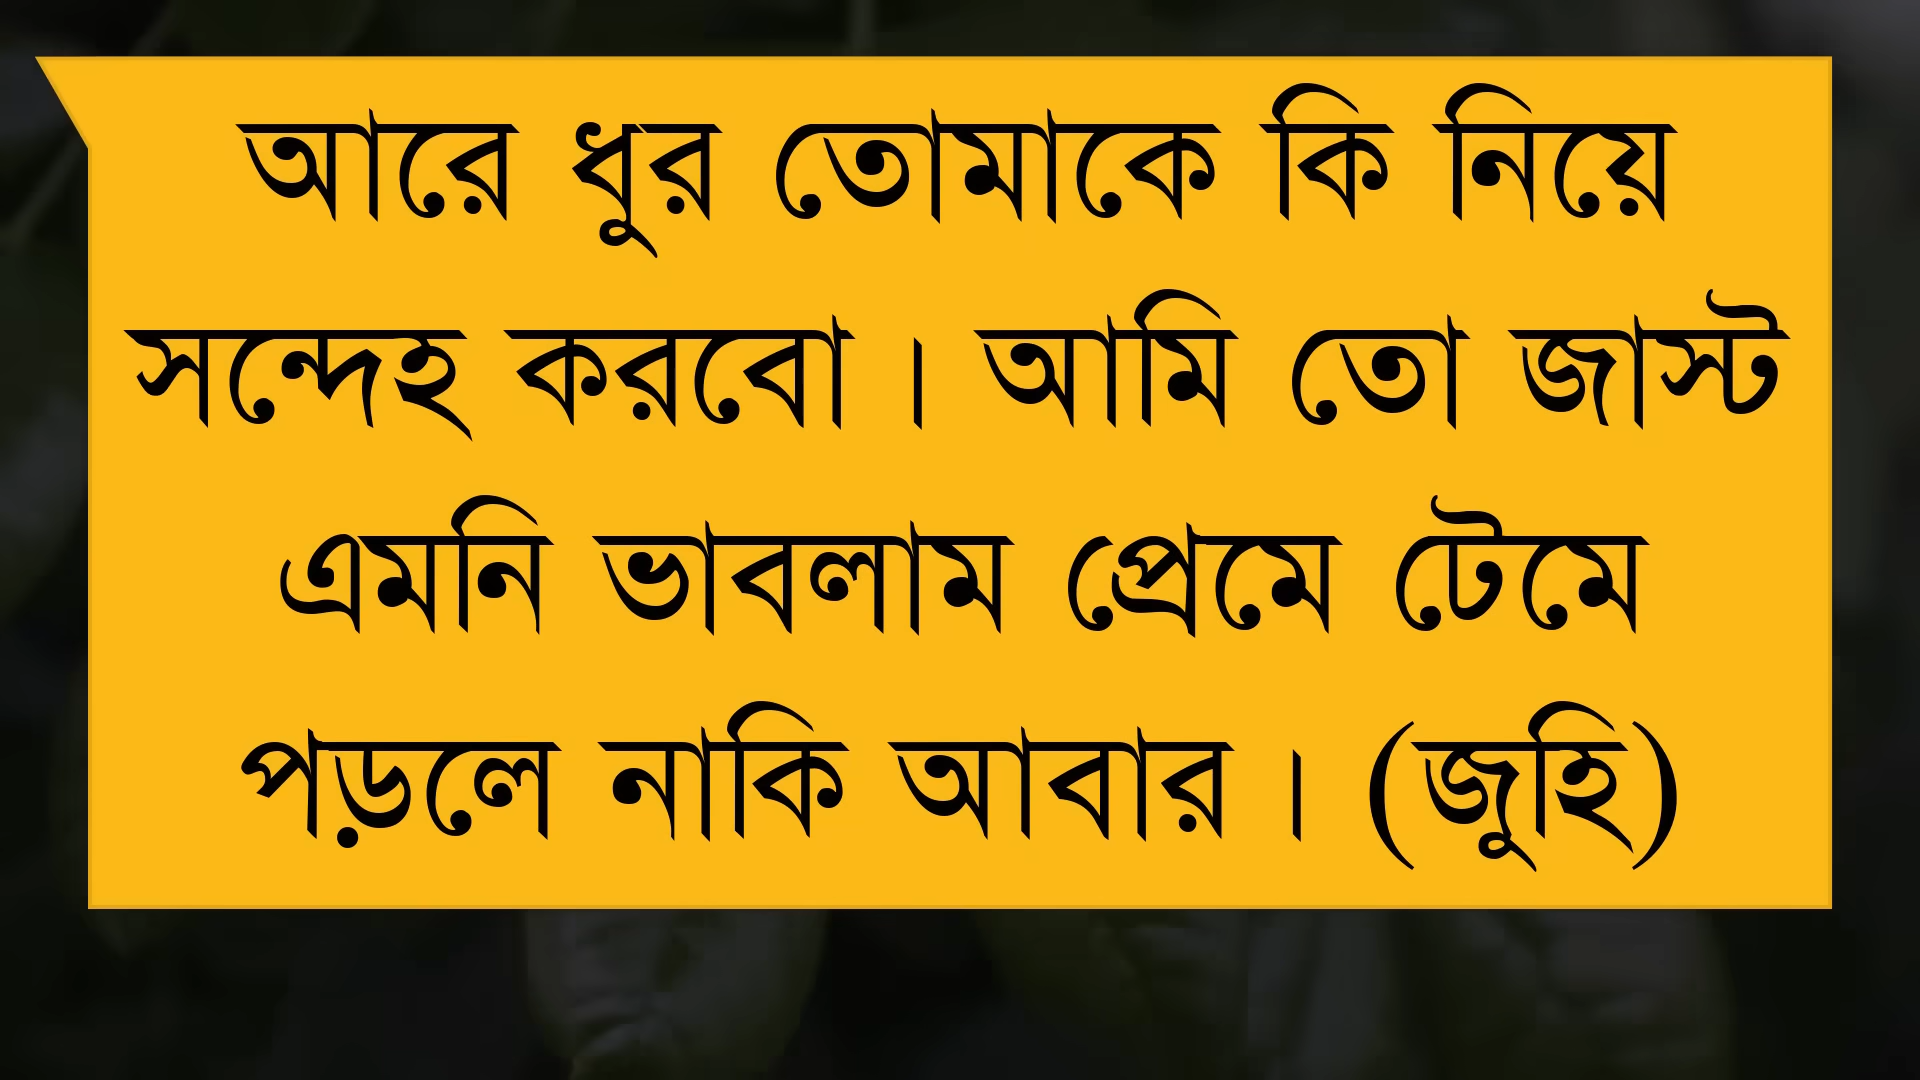 আরে ধুর তোমাকে কি নিয়ে
সন্দেহ করবো । আমি তো জাস্ট
এমনি ভাবলাম প্রেমে টেমে
পড়লে নাকি আবার । (জুহি)